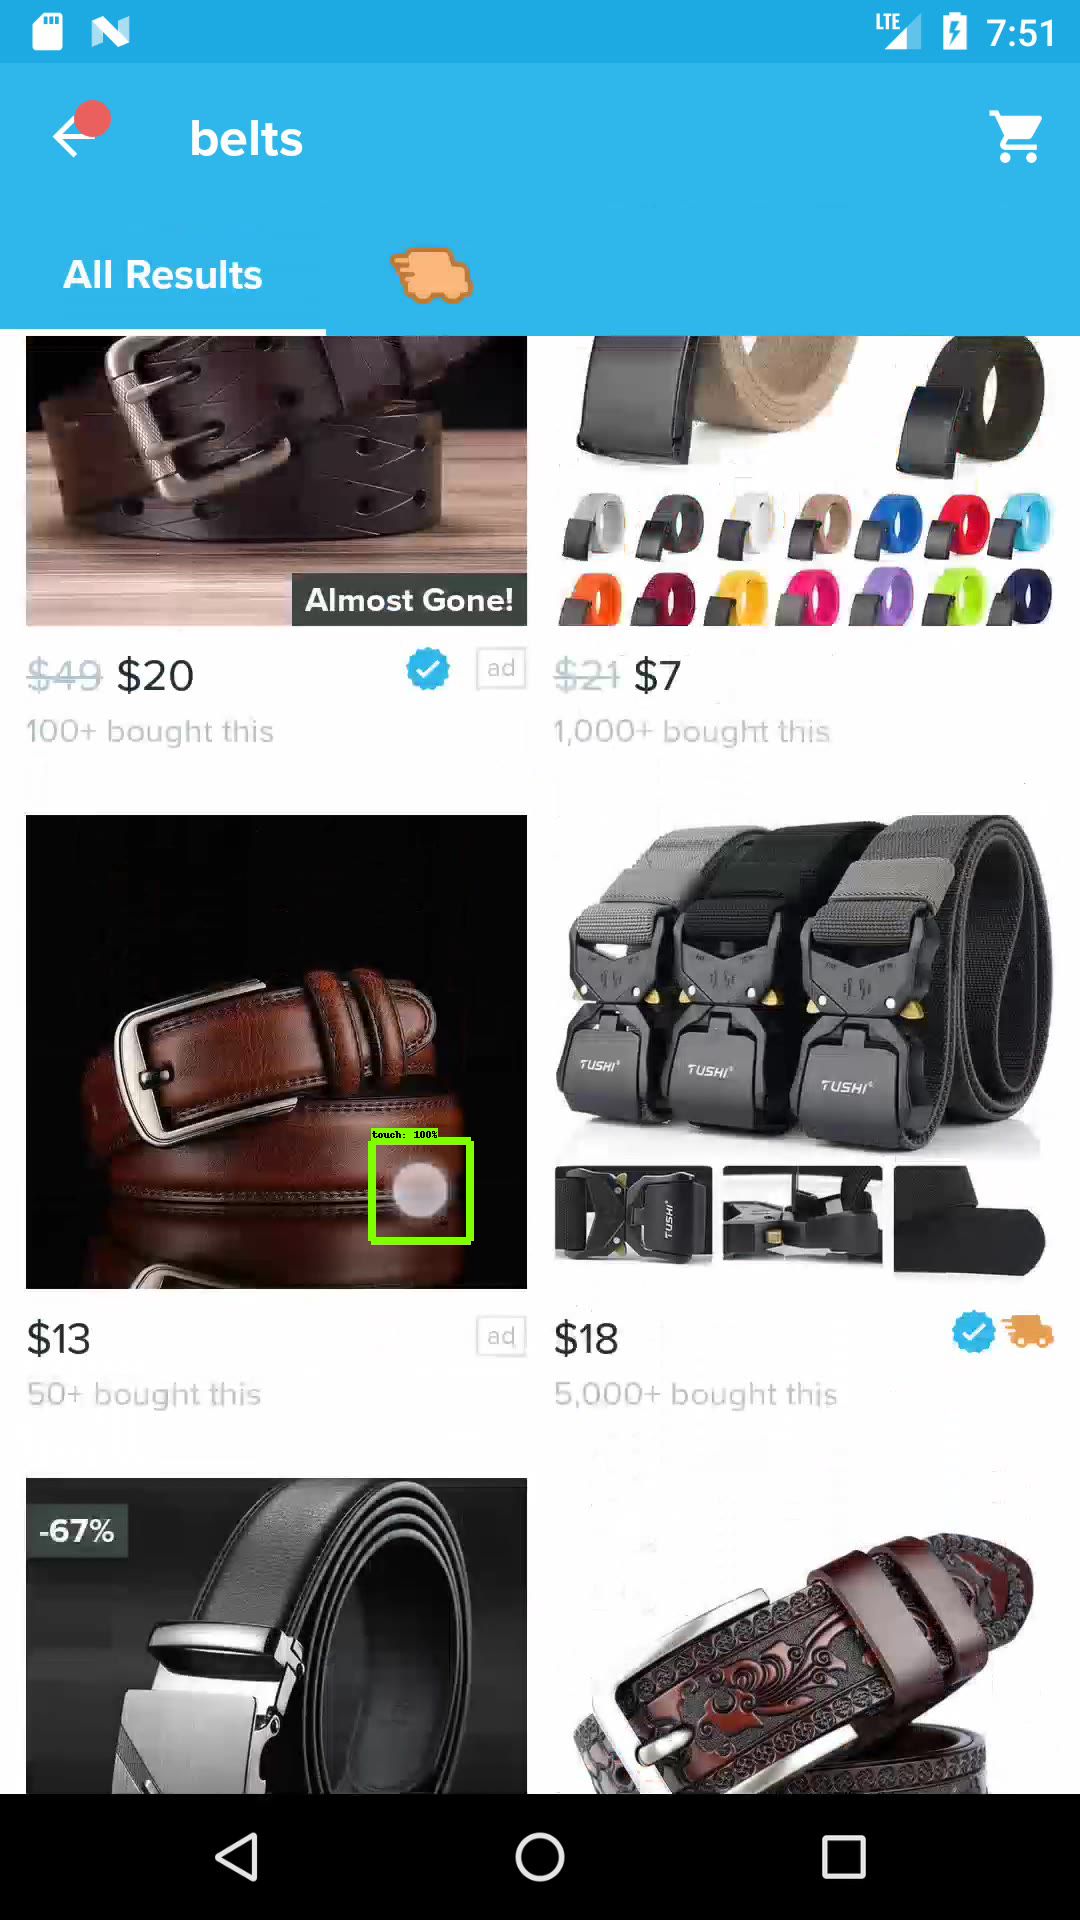 LTE 7:51
belts
All Results
Almost Gone!
$49 $20 ad
100+ bought this
$21 $7
1,000+ bought this
touch: 100%
TUSHI®
TUSHI®
TUSHI®
TUSHI®
$13 ad
50+ bought this
$18
5,000+ bought this
-67%